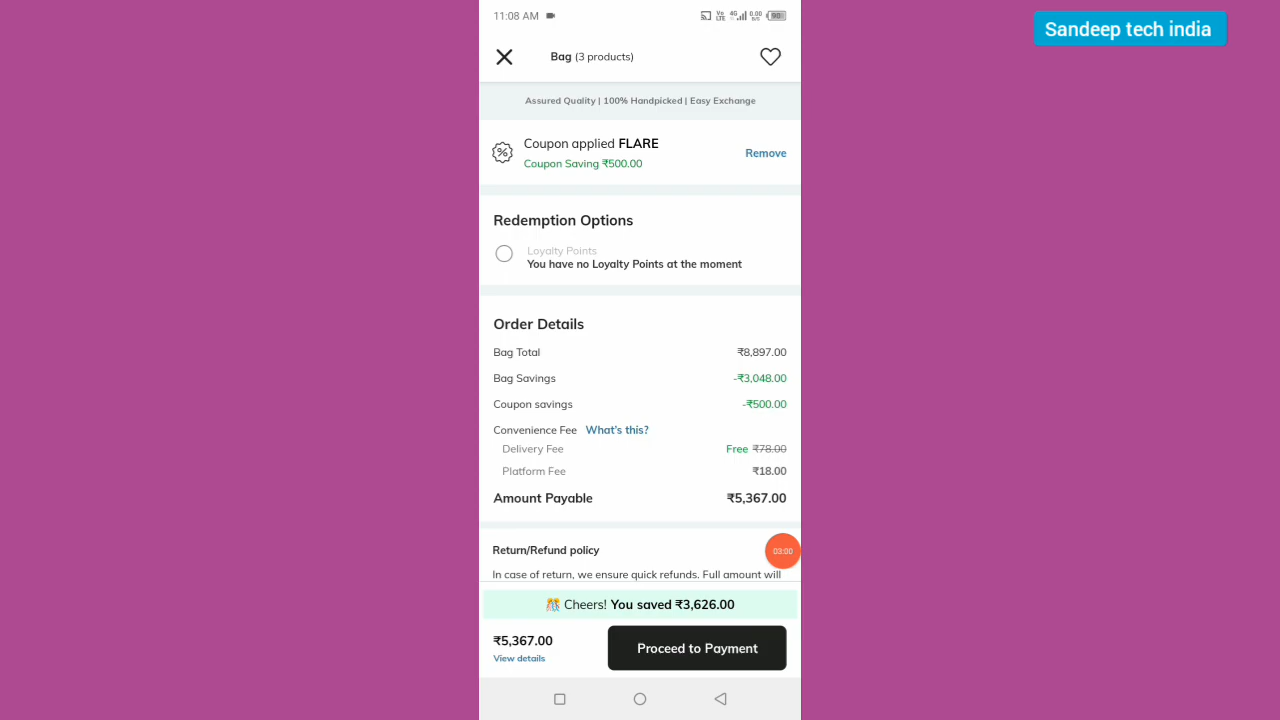 11:08 AM
Sandeep tech india
Bag (3 products)
Assured Quality | 100% Handpicked | Easy Exchange
Coupon applied FLARE
Coupon Saving ₹500.00
Remove
Redemption Options
Loyalty Points
You have no Loyalty Points at the moment
Order Details
Bag Total ₹8,897.00
Bag Savings -₹3,048.00
Coupon savings -₹500.00
Convenience Fee What's this?
Delivery Fee Free ₹78.00
Platform Fee ₹18.00
Amount Payable ₹5,367.00
Return/Refund policy
03:00
In case of return, we ensure quick refunds. Full amount will
Cheers! You saved ₹3,626.00
₹5,367.00
View details
Proceed to Payment